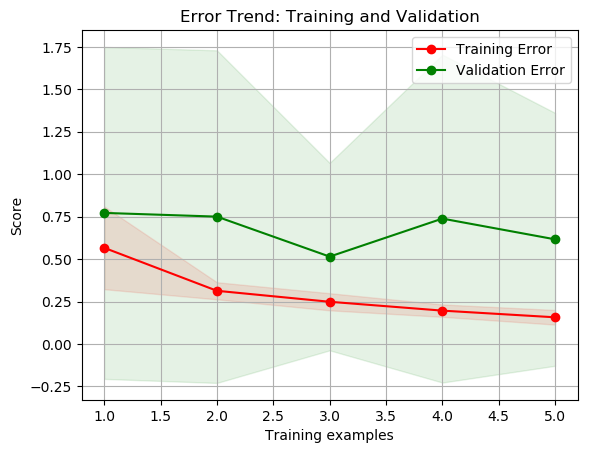 Error Trend: Training and Validation
Training Error
Validation Error
Score
1.75
1.50
1.25
1.00
0.75
0.50
0.25
0.00
−0.25
1.0 1.5 2.0 2.5 3.0 3.5 4.0 4.5 5.0
Training examples